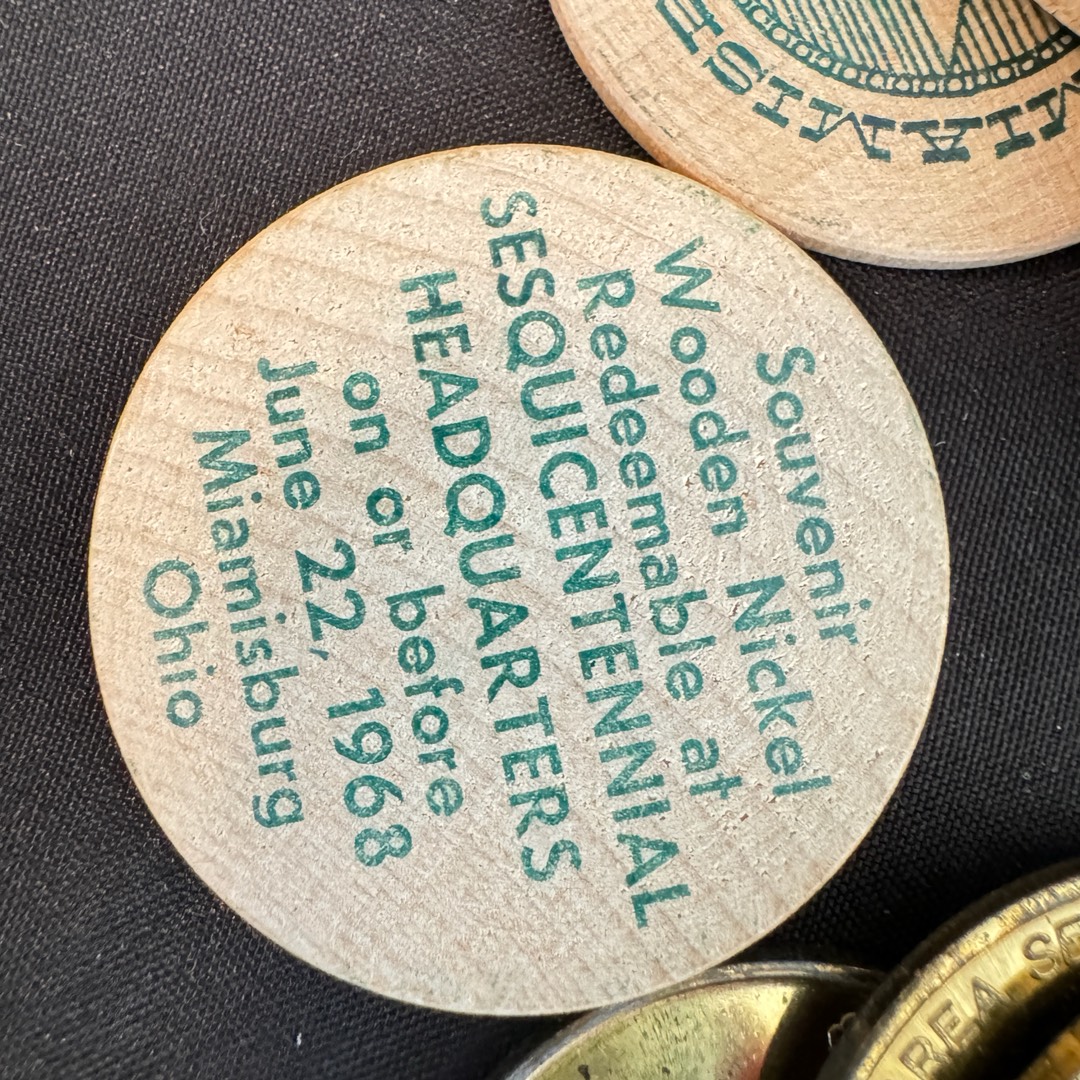 Souvenir
Wooden Nickel
Redeemable at
SESQUICENTENNIAL
HEADQUARTERS
on or before
June 22, 1968
Miamisburg
Ohio